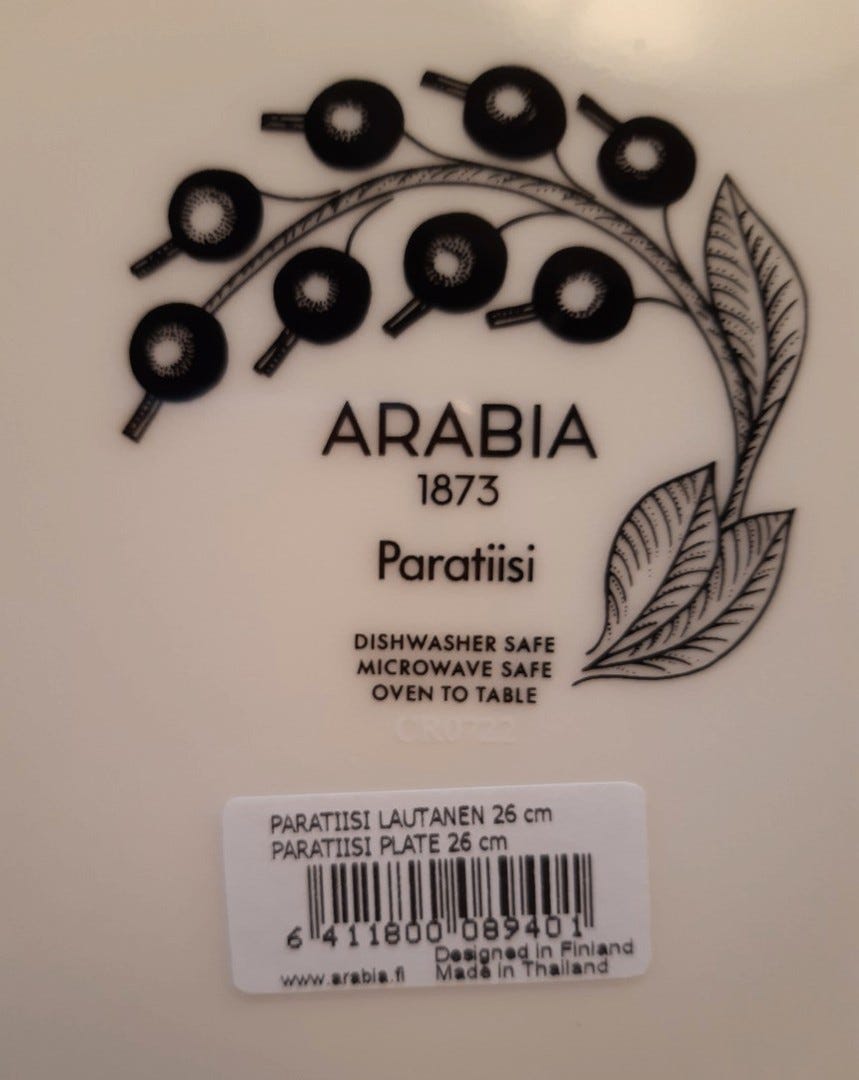 ARABIA
1873
Paratiisi
DISHWASHER SAFE
MICROWAVE SAFE
OVEN TO TABLE
CR0722
PARATIISI LAUTANEN 26 cm
PARATIISI PLATE 26 cm
6 411800 089401
Designed in Finland
www.arabia.fi Made in Thailand